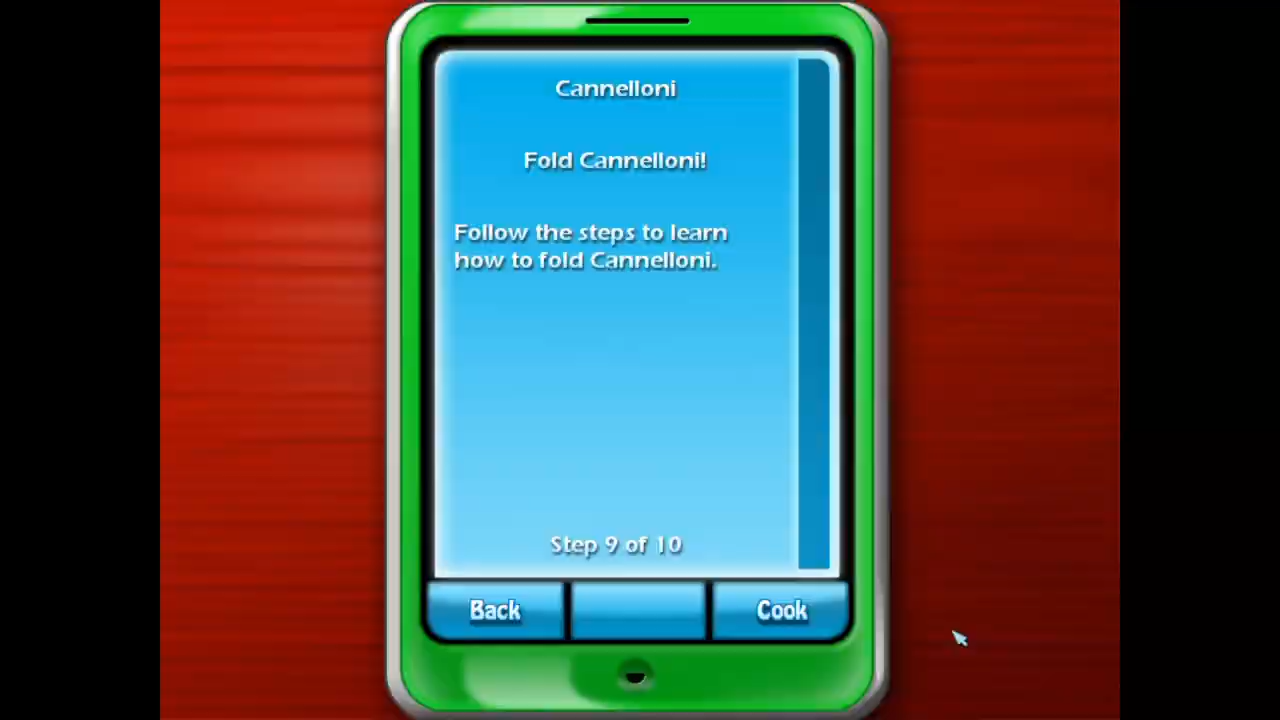 Cannelloni
Fold Cannelloni!
Follow the steps to learn
how to fold Cannelloni.
Step 9 of 10
Back
Cook